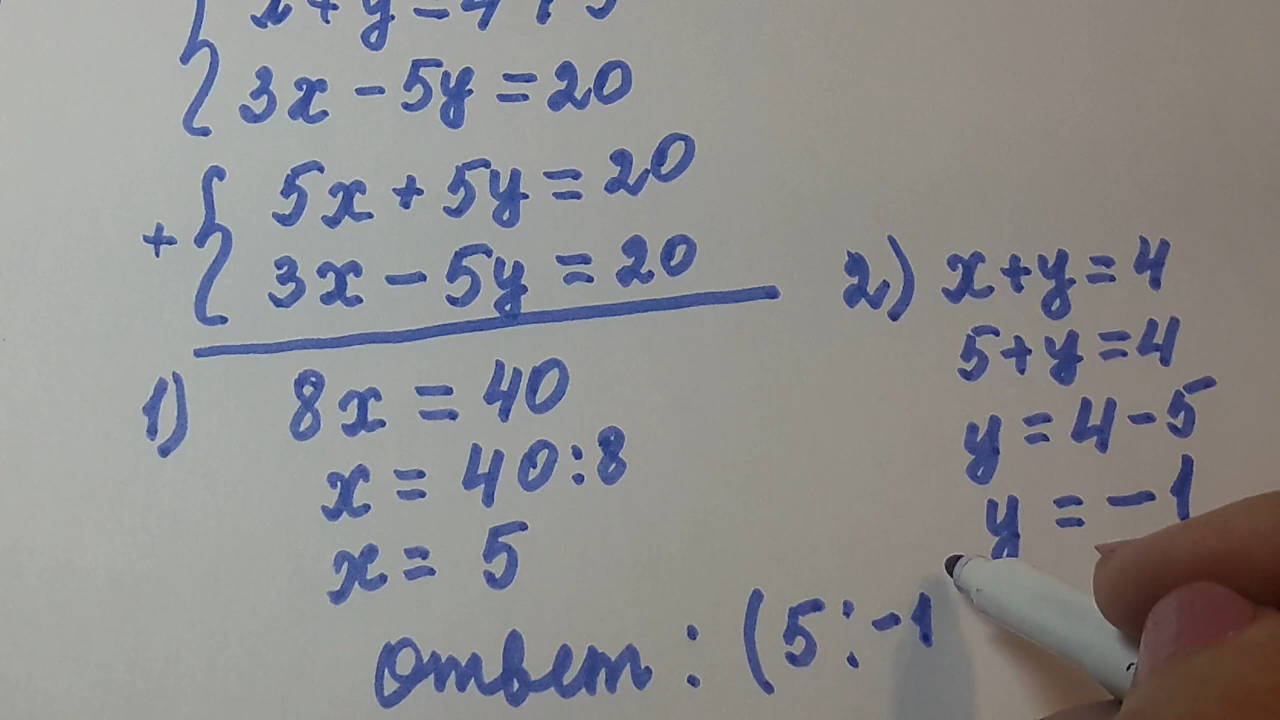 x+y=4
3x-5y=20
5x+5y=20
+
3x-5y=20
1) 8x=40
x=40:8
x=5
2) x+y=4
5+y=4
y=4-5
y=-1
Ответ: (5;-1